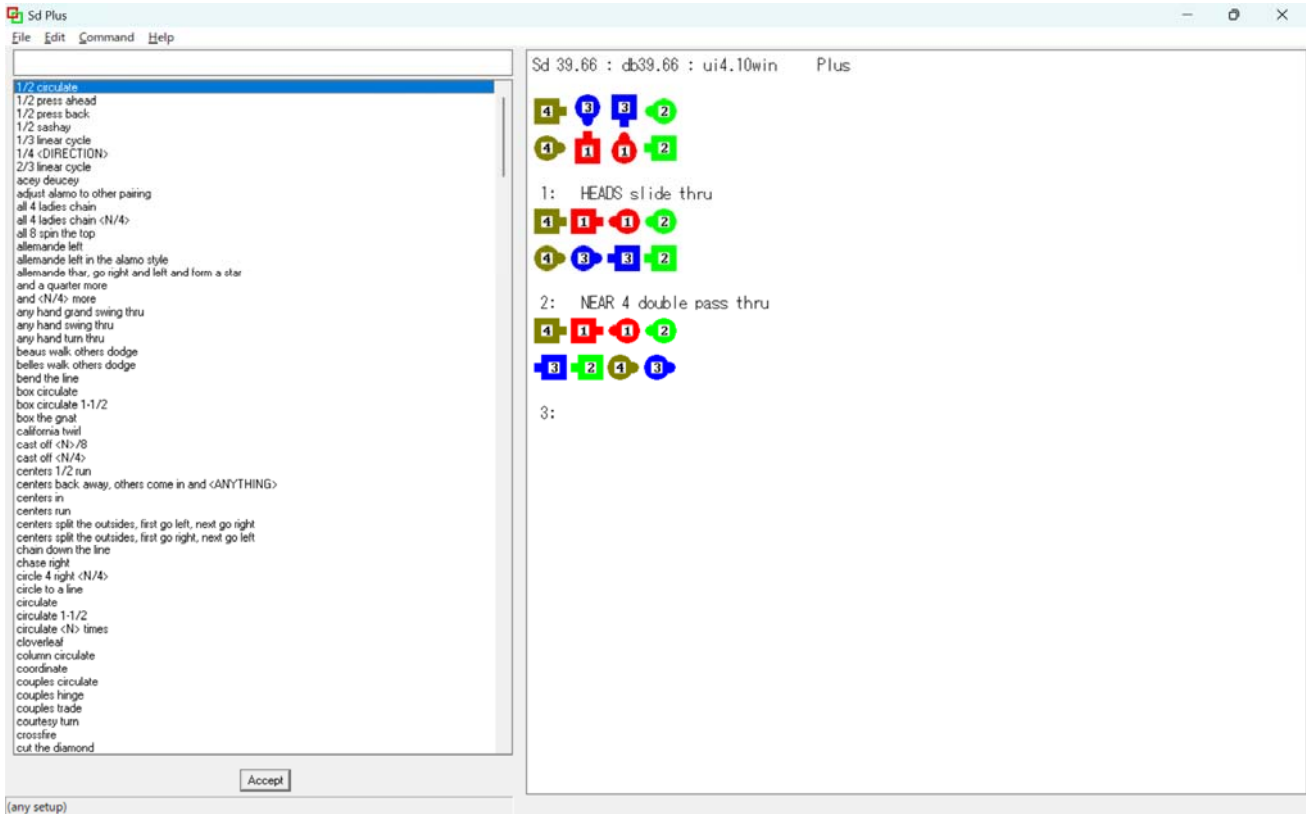 Sd Plus
File Edit Command Help
1/2 circulate
1/2 press ahead
1/2 press back
1/2 sashay
1/3 linear cycle
1/4 <DIRECTION>
2/3 linear cycle
acey deucey
adjust alamo to other pairing
all 4 ladies chain
all 4 ladies chain <N/4>
all 8 spin the top
allemande left
allemande left in the alamo style
allemande thar, go right and left and form a star
and a quarter more
and <N/4> more
any hand grand swing thru
any hand swing thru
any hand turn thru
beaus walk others dodge
belles walk others dodge
bend the line
box circulate
box circulate 1-1/2
box the gnat
california twirl
cast off <N>/8
cast off <N/4>
centers 1/2 run
centers back away, others come in and <ANYTHING>
centers in
centers run
centers split the outsides, first go left, next go right
centers split the outsides, first go right, next go left
chain down the line
chase right
circle 4 right <N/4>
circle to a line
circulate
circulate 1-1/2
circulate <N> times
cloverleaf
column circulate
coordinate
couples circulate
couples hinge
couples trade
courtesy turn
crossfire
cut the diamond
Accept
(any setup)
Sd 39.66 : db39.66 : ui4.10win Plus
4 3 3 2
4 1 1 2
1: HEADS slide thru
4 1 1 2
4 3 3 2
2: NEAR 4 double pass thru
4 1 1 2
3 2 4 3
3: